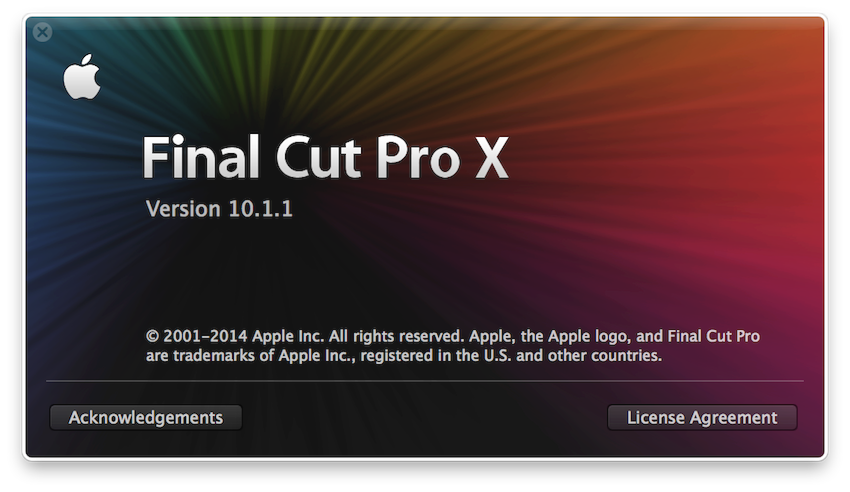 Final Cut Pro X
Version 10.1.1
© 2001–2014 Apple Inc. All rights reserved. Apple, the Apple logo, and Final Cut Pro
are trademarks of Apple Inc., registered in the U.S. and other countries.
Acknowledgements
License Agreement